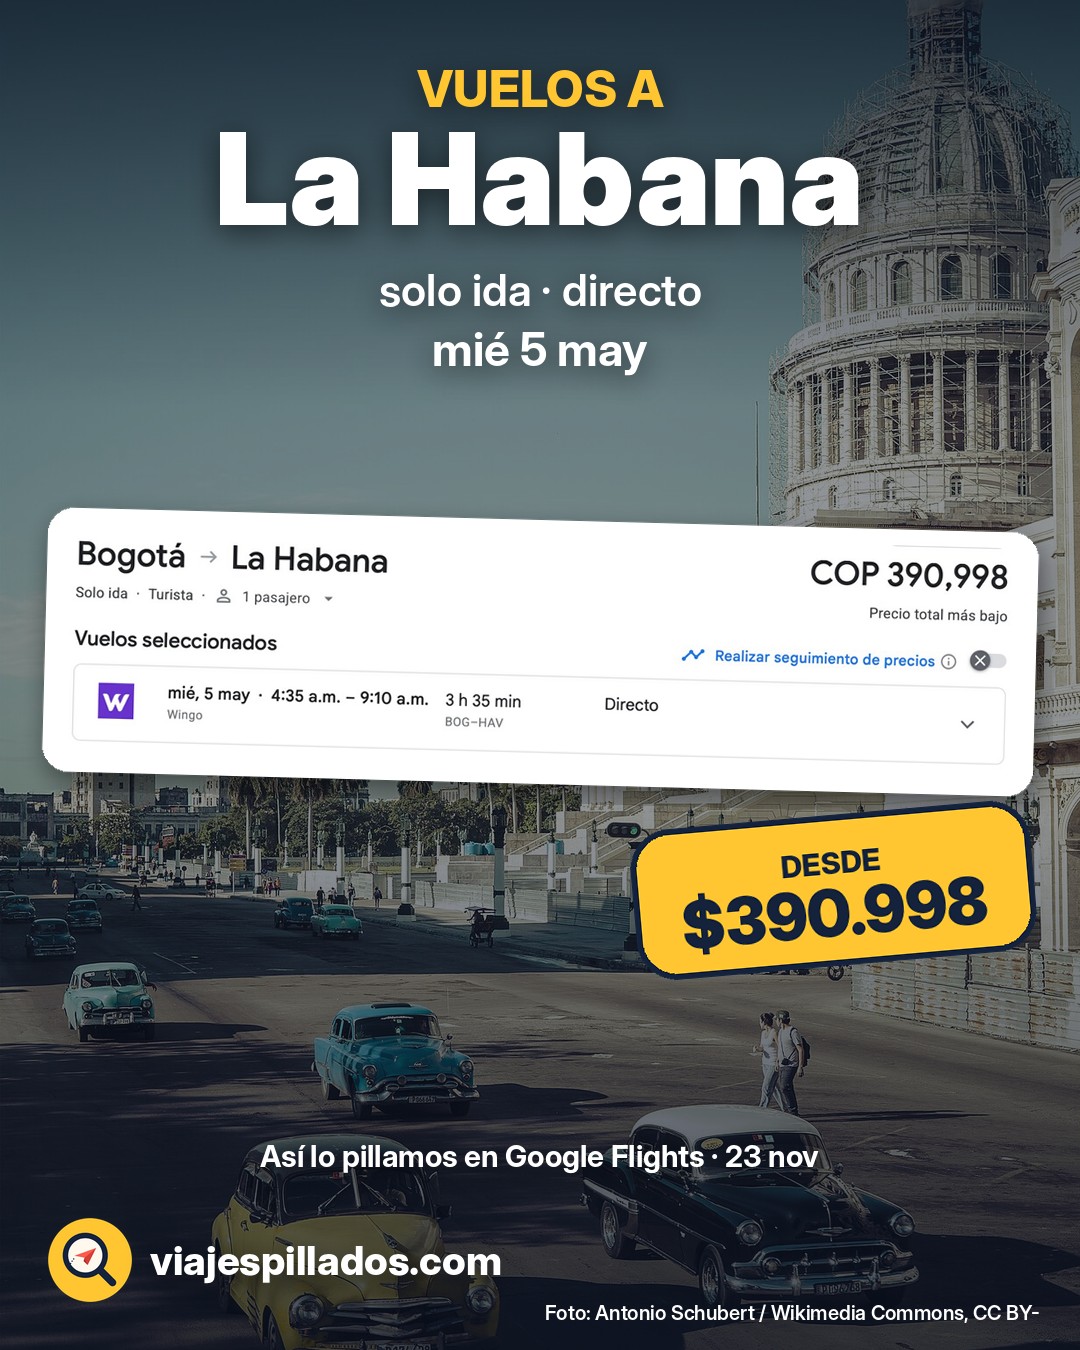 VUELOS A
La Habana
solo ida · directo
mié 5 may
Bogotá → La Habana
COP 390,998
Solo ida · Turista · 1 pasajero
Precio total más bajo
Vuelos seleccionados
Realizar seguimiento de precios
W
mié, 5 may · 4:35 a.m. – 9:10 a.m.
3 h 35 min
Directo
Wingo
BOG–HAV
DESDE
$390.998
Así lo pillamos en Google Flights · 23 nov
viajespillados.com
Foto: Antonio Schubert / Wikimedia Commons, CC BY-